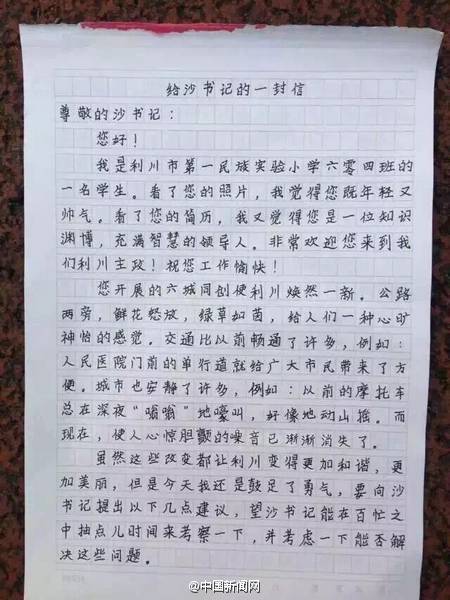 给沙书记的一封信
尊敬的沙书记：
您好！
我是利川市第一民族实验小学六零四班的
一名学生。看了您的照片，我觉得您既年轻又
帅气。看了您的简历，我又觉得您是一位知识
渊博，充满智慧的领导人。非常欢迎您来到我
们利川主政！祝您工作愉快！
您开展的六城同创使利川焕然一新。公路
两旁，鲜花怒放，绿草如茵，给人们一种心旷
神怡的感觉。交通比以前畅通了许多，例如：
人民医院门前的单行道就给广大市民带来了方
便。城市也安静了许多，例如：以前的摩托车
总在深夜“嗡嗡”地嚎叫，好像地动山摇。而
现在，使人心惊胆颤的噪音已渐渐消失了。
虽然这些改变都让利川变得更加和谐，更
加美丽，但是今天我还是鼓足了勇气，要向沙
书记提出以下几点建议，望沙书记能在百忙之
中抽点儿时间来考察一下，并考虑一下能否解
决这些问题。
@中国新闻网